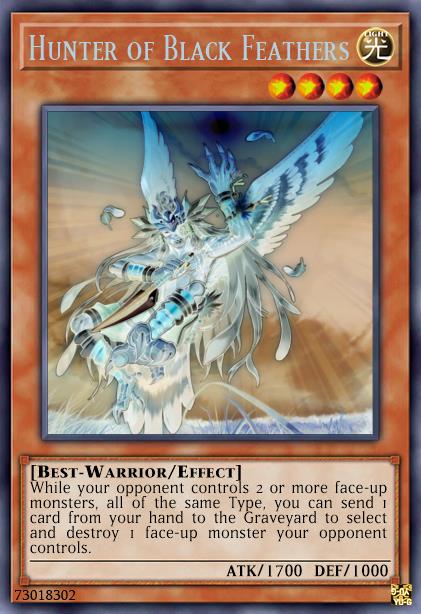 Hunter of Black Feathers
LIGHT
光
[Best-Warrior/Effect]
While your opponent controls 2 or more face-up
monsters, all of the same Type, you can send 1
card from your hand to the Graveyard to select
and destroy 1 face-up monster your opponent
controls.
ATK/1700 DEF/1000
73018302